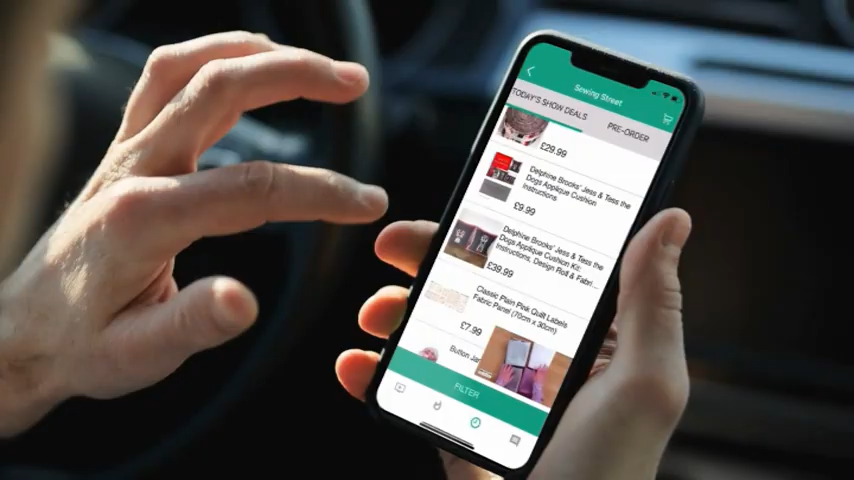 Sewing Street
TODAY'S SHOW DEALS
PRE-ORDER
£29.99
Delphine Brooks' Jess & Tess the
Dogs Applique Cushion
Instructions
£9.99
Delphine Brooks' Jess & Tess the
Dogs Applique Cushion Kit:
Instructions, Design Roll & Fabri...
£39.99
Classic Plain Pink Quilt Labels
Fabric Panel (70cm x 30cm)
£7.99
Button Jar
FILTER